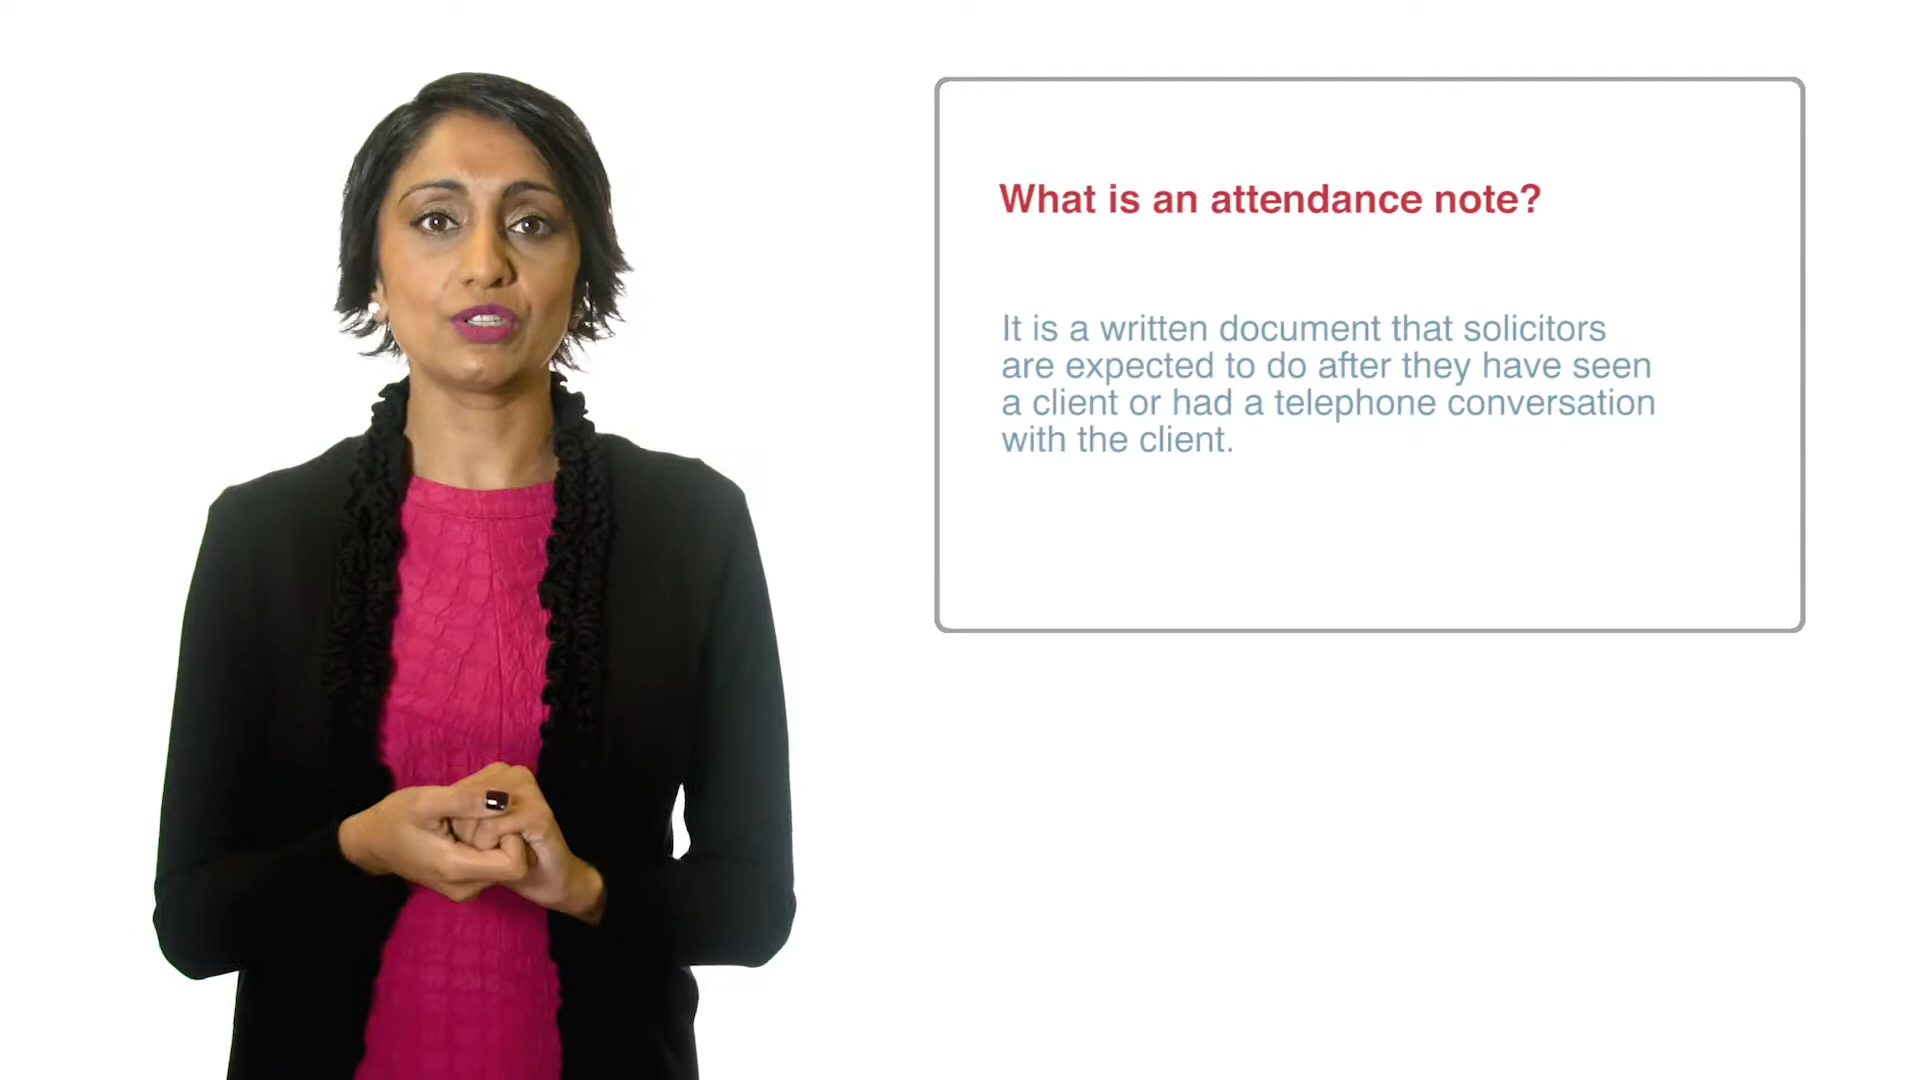 What is an attendance note?
It is a written document that solicitors
are expected to do after they have seen
a client or had a telephone conversation
with the client.